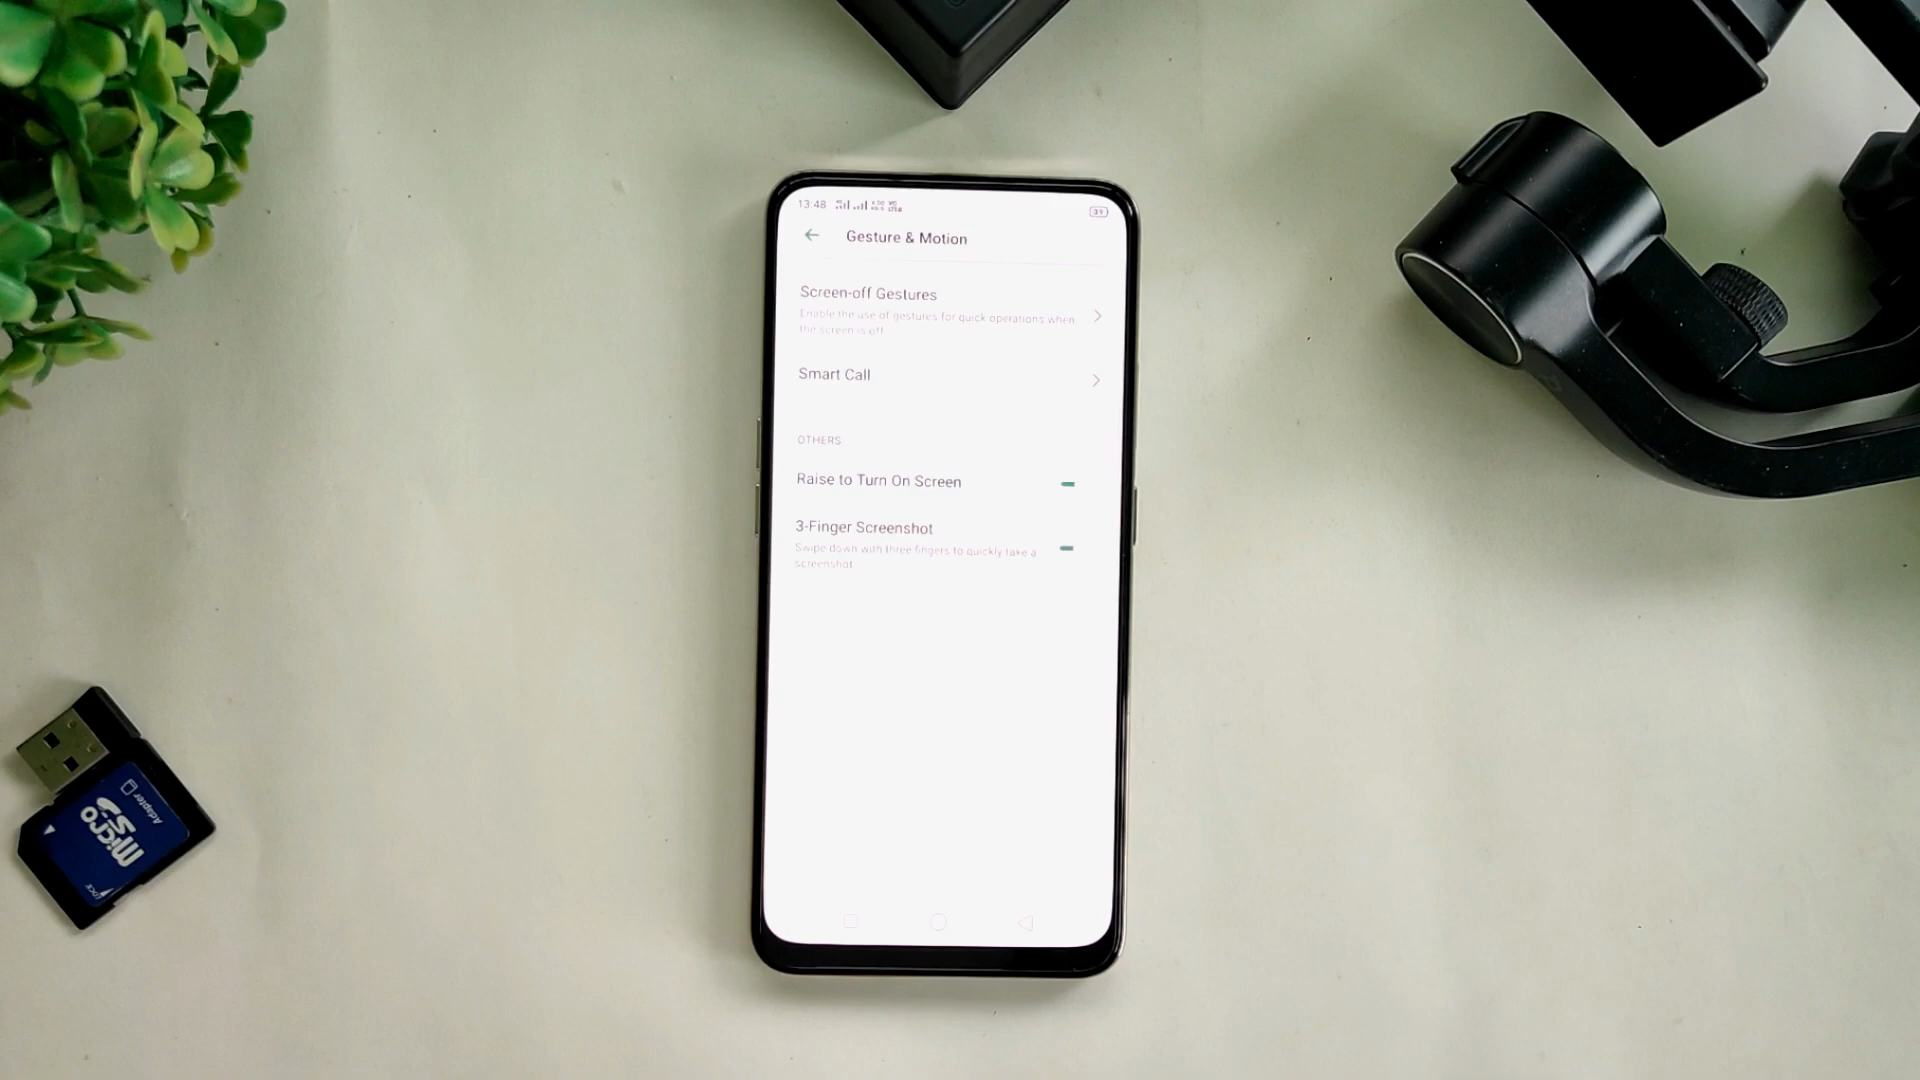 13:48
39
Gesture & Motion
Screen-off Gestures
Enable the use of gestures for quick operations when
the screen is off
Smart Call
OTHERS
Raise to Turn On Screen
3-Finger Screenshot
Swipe down with three fingers to quickly take a
screenshot
Adapter
micro
LOCK